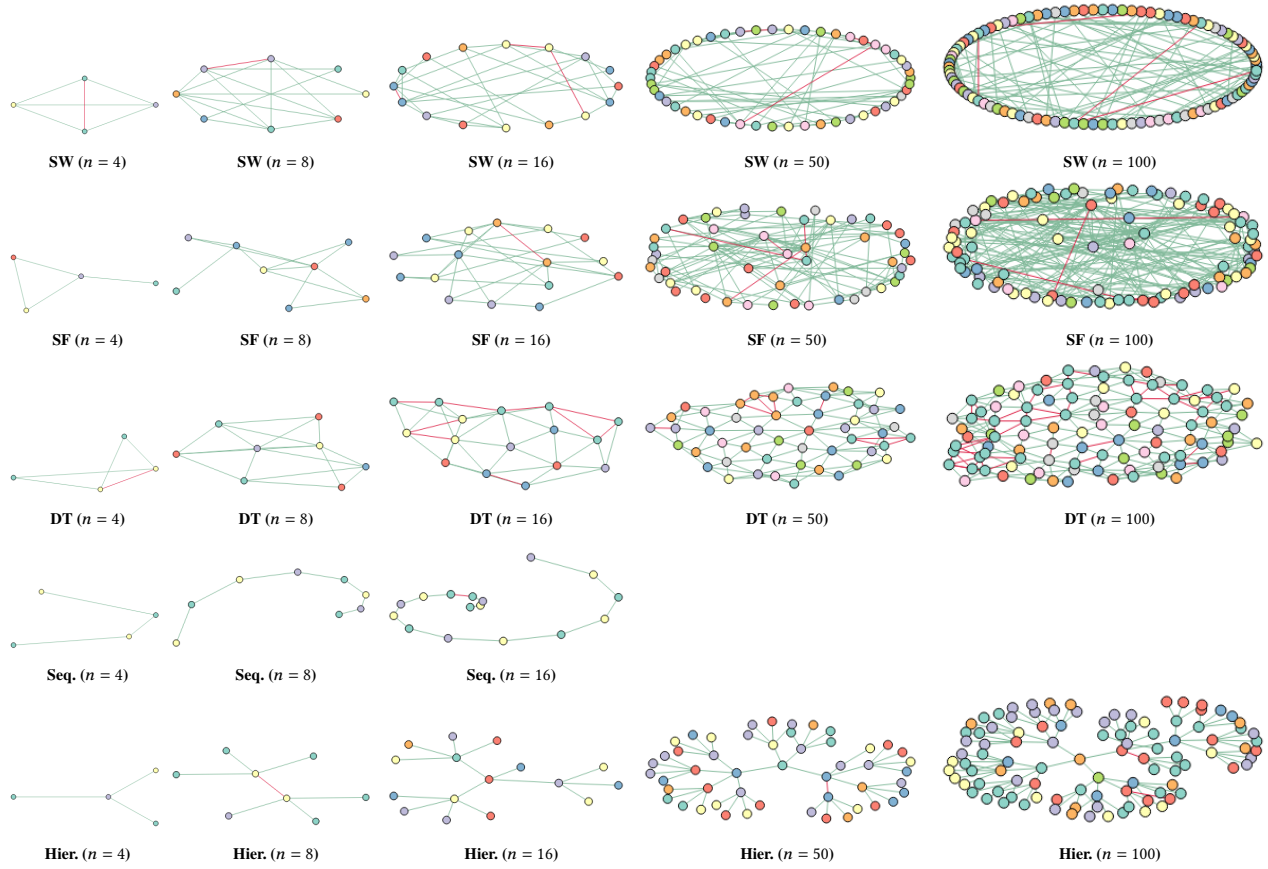 SW (n = 4) SW (n = 8) SW (n = 16) SW (n = 50) SW (n = 100)
SF (n = 4) SF (n = 8) SF (n = 16) SF (n = 50) SF (n = 100)
DT (n = 4) DT (n = 8) DT (n = 16) DT (n = 50) DT (n = 100)
Seq. (n = 4) Seq. (n = 8) Seq. (n = 16)
Hier. (n = 4) Hier. (n = 8) Hier. (n = 16) Hier. (n = 50) Hier. (n = 100)